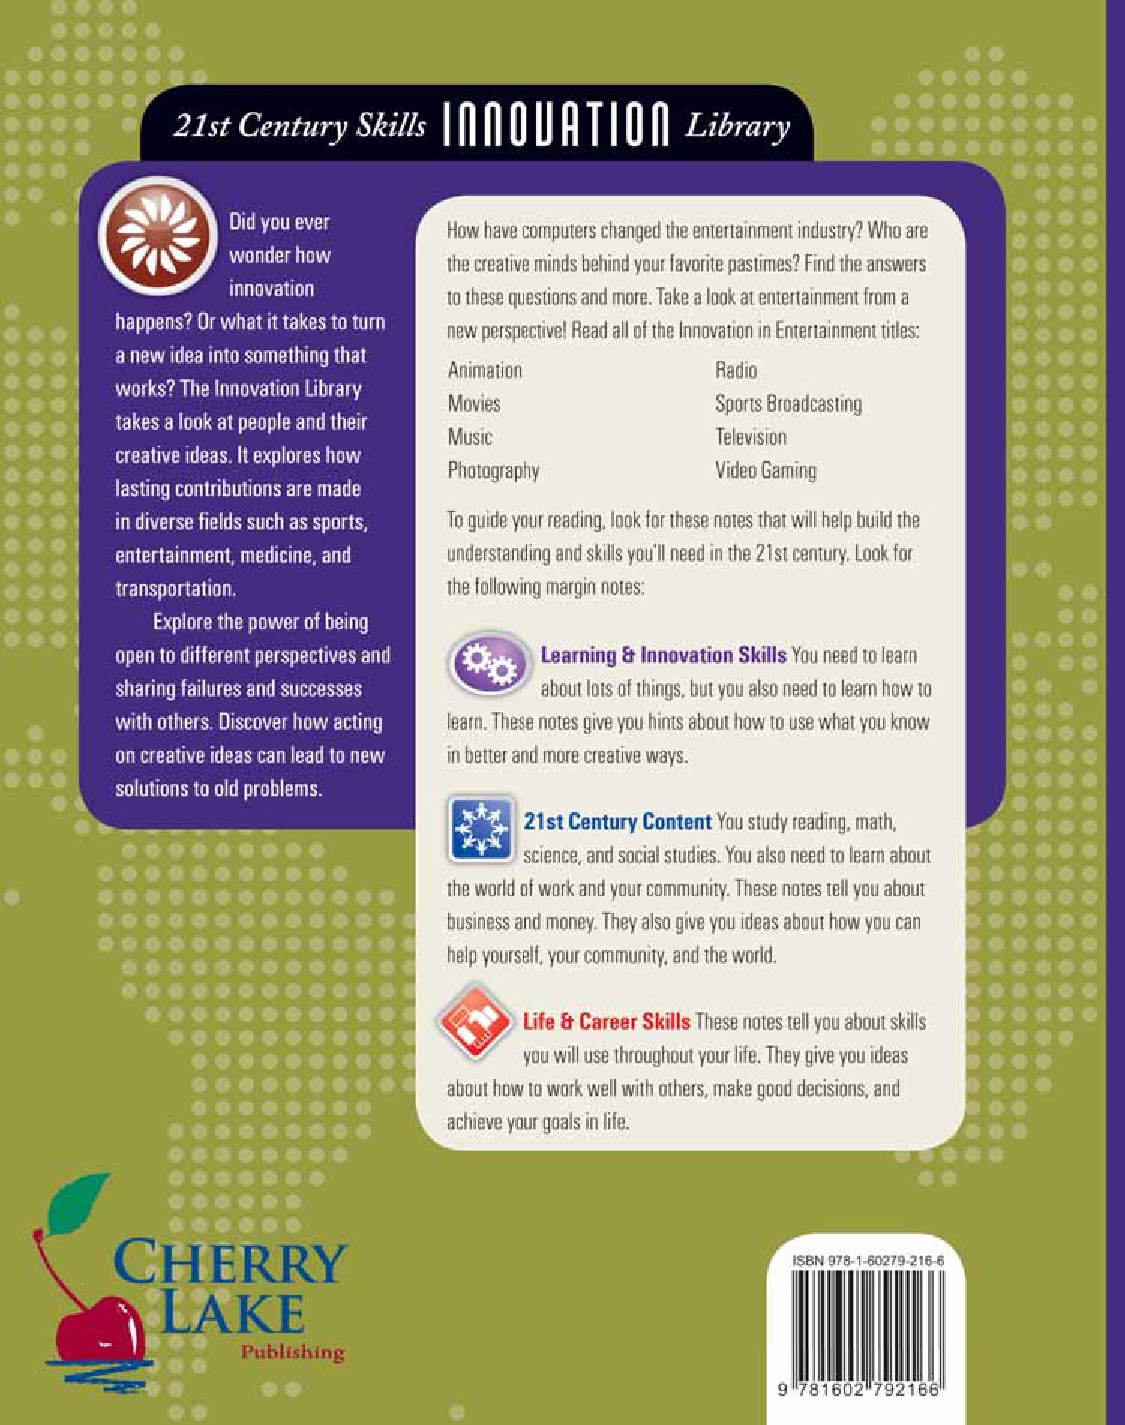 21st Century Skills INNOVATION Library
Did you ever
wonder how
innovation
happens? Or what it takes to turn
a new idea into something that
works? The Innovation Library
takes a look at people and their
creative ideas. It explores how
lasting contributions are made
in diverse fields such as sports,
entertainment, medicine, and
transportation.
Explore the power of being
open to different perspectives and
sharing failures and successes
with others. Discover how acting
on creative ideas can lead to new
solutions to old problems.
How have computers changed the entertainment industry? Who are
the creative minds behind your favorite pastimes? Find the answers
to these questions and more. Take a look at entertainment from a
new perspective! Read all of the Innovation in Entertainment titles:
Animation
Movies
Music
Photography
Radio
Sports Broadcasting
Television
Video Gaming
To guide your reading, look for these notes that will help build the
understanding and skills you'll need in the 21st century. Look for
the following margin notes:
Learning & Innovation Skills You need to learn
about lots of things, but you also need to learn how to
learn. These notes give you hints about how to use what you know
in better and more creative ways.
21st Century Content You study reading, math,
science, and social studies. You also need to learn about
the world of work and your community. These notes tell you about
business and money. They also give you ideas about how you can
help yourself, your community, and the world.
Life & Career Skills These notes tell you about skills
you will use throughout your life. They give you ideas
about how to work well with others, make good decisions, and
achieve your goals in life.
CHERRY
LAKE
Publishing
ISBN 978-1-60279-216-6
9 781602 792166